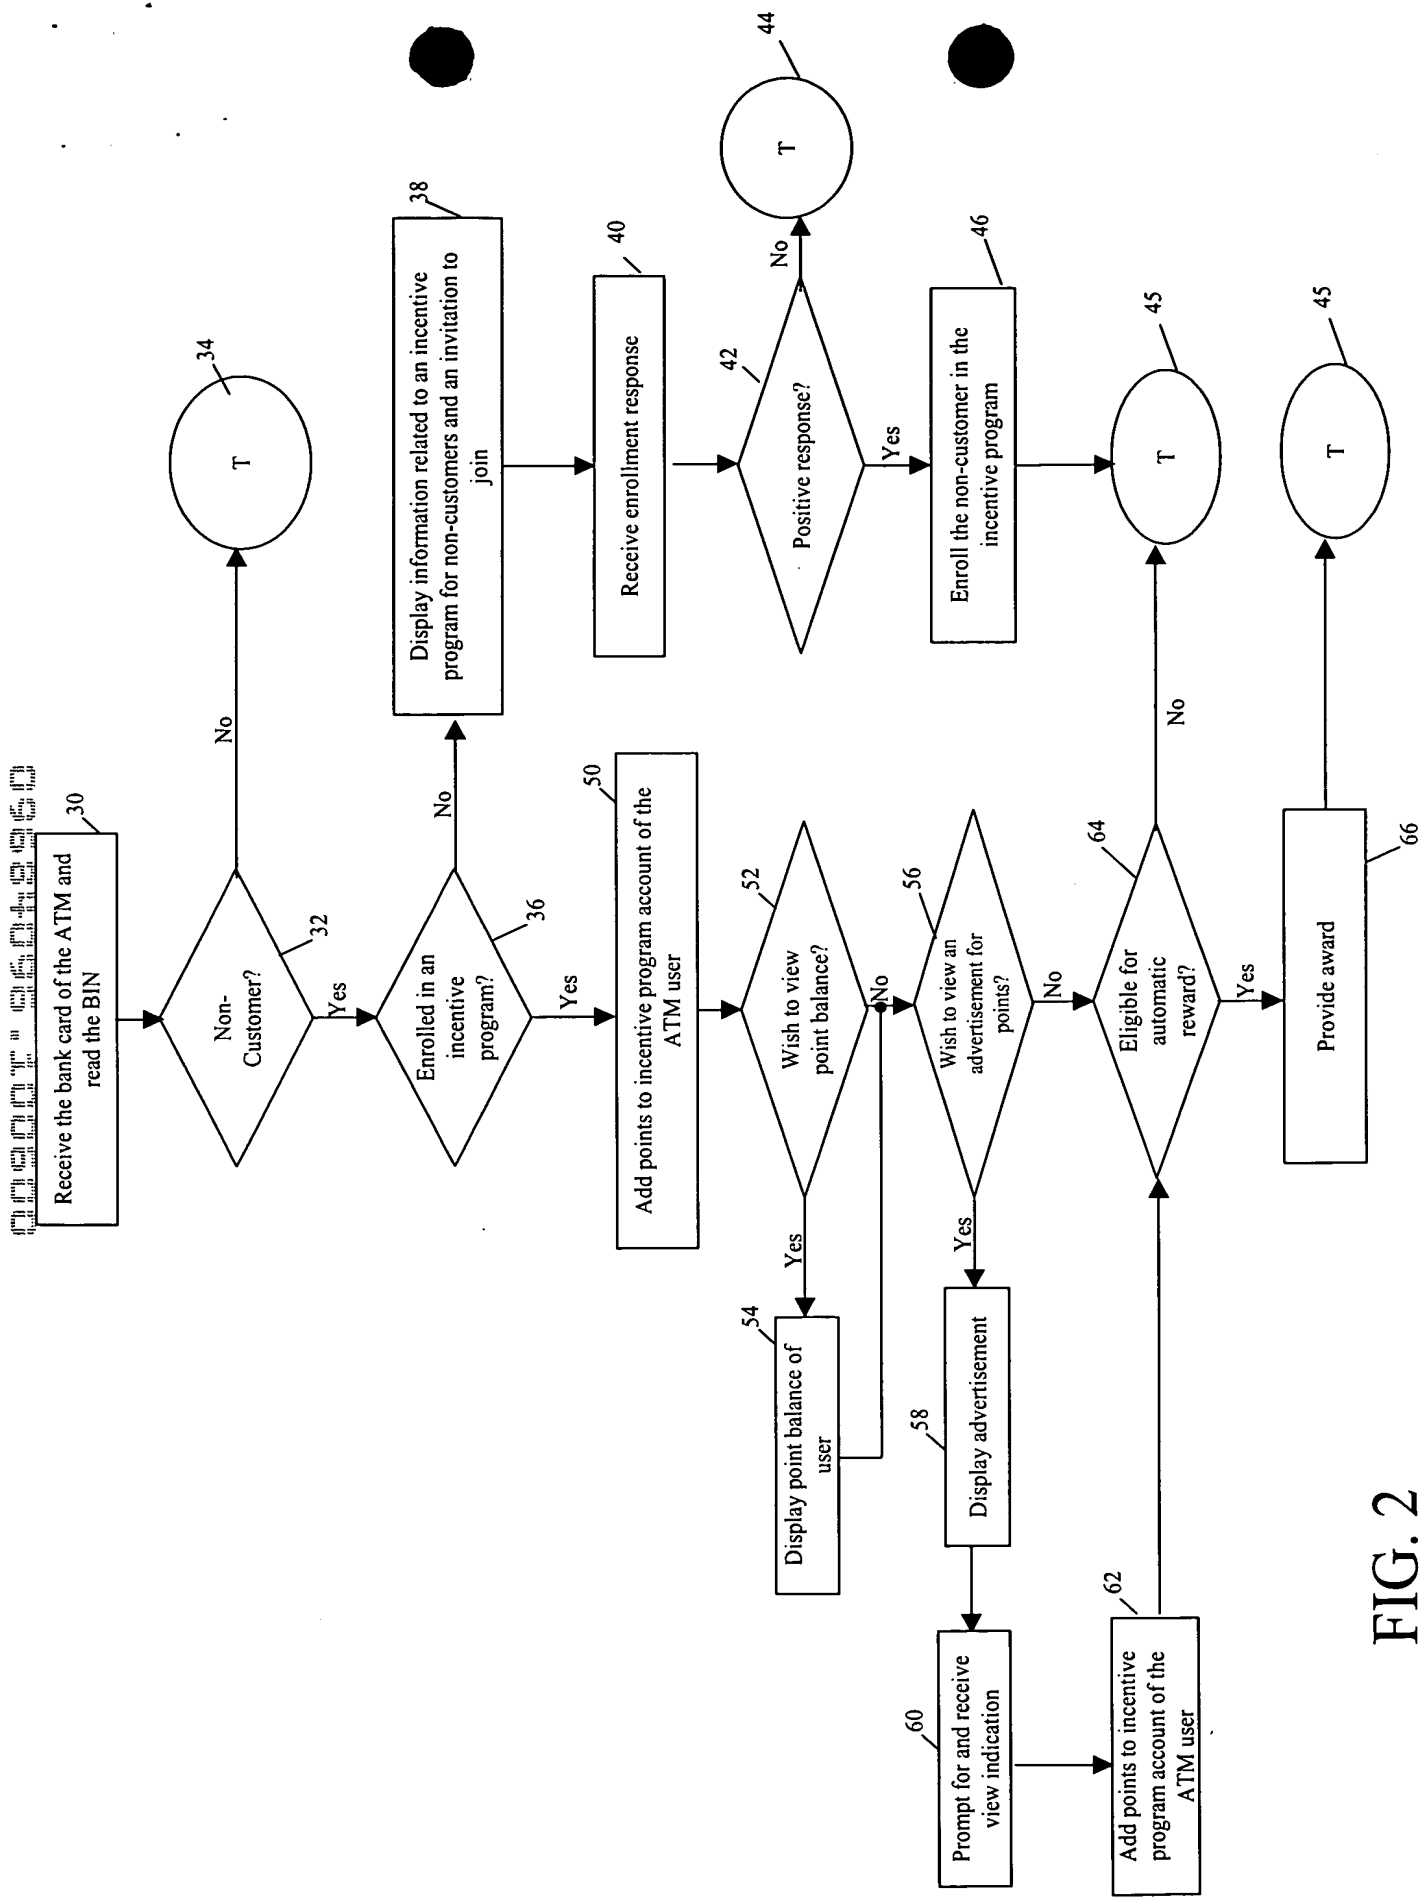 30
Receive the bank card of the ATM and
read the BIN
Non-
Customer?
32
No
T
34
Yes
Enrolled in an
incentive
program?
36
No
Display information related to an incentive
program for non-customers and an invitation to
join
38
Receive enrollment response
40
Positive response?
42
No
T
44
Yes
Enroll the non-customer in the
incentive program
46
T
45
Yes
Add points to incentive program account of the
ATM user
50
Wish to view
point balance?
52
Yes
Display point balance of
user
54
No
Wish to view an
advertisement for
points?
56
Yes
Display advertisement
58
Prompt for and receive
view indication
60
Add points to incentive
program account of the
ATM user
62
No
Eligible for
automatic
reward?
64
No
Yes
Provide award
66
T
45
FIG. 2